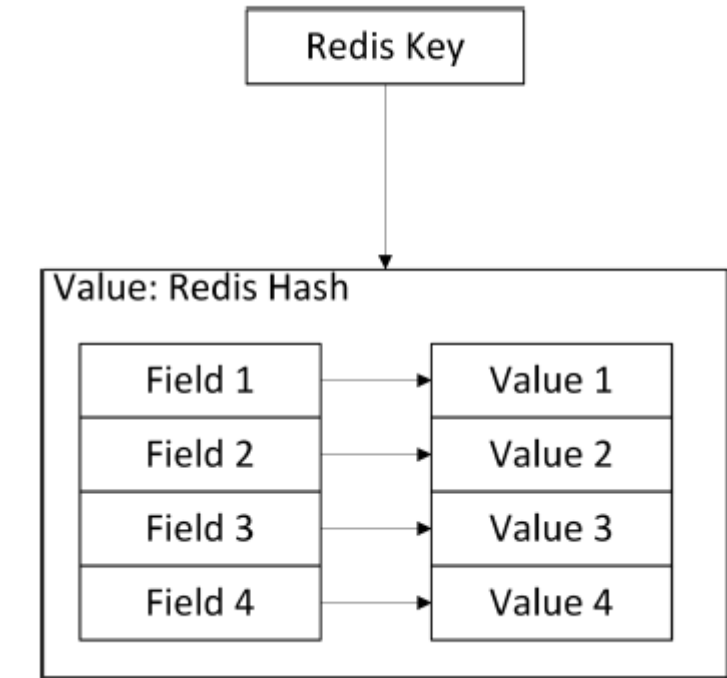 Redis Key
Value: Redis Hash
Field 1
Value 1
Field 2
Value 2
Field 3
Value 3
Field 4
Value 4